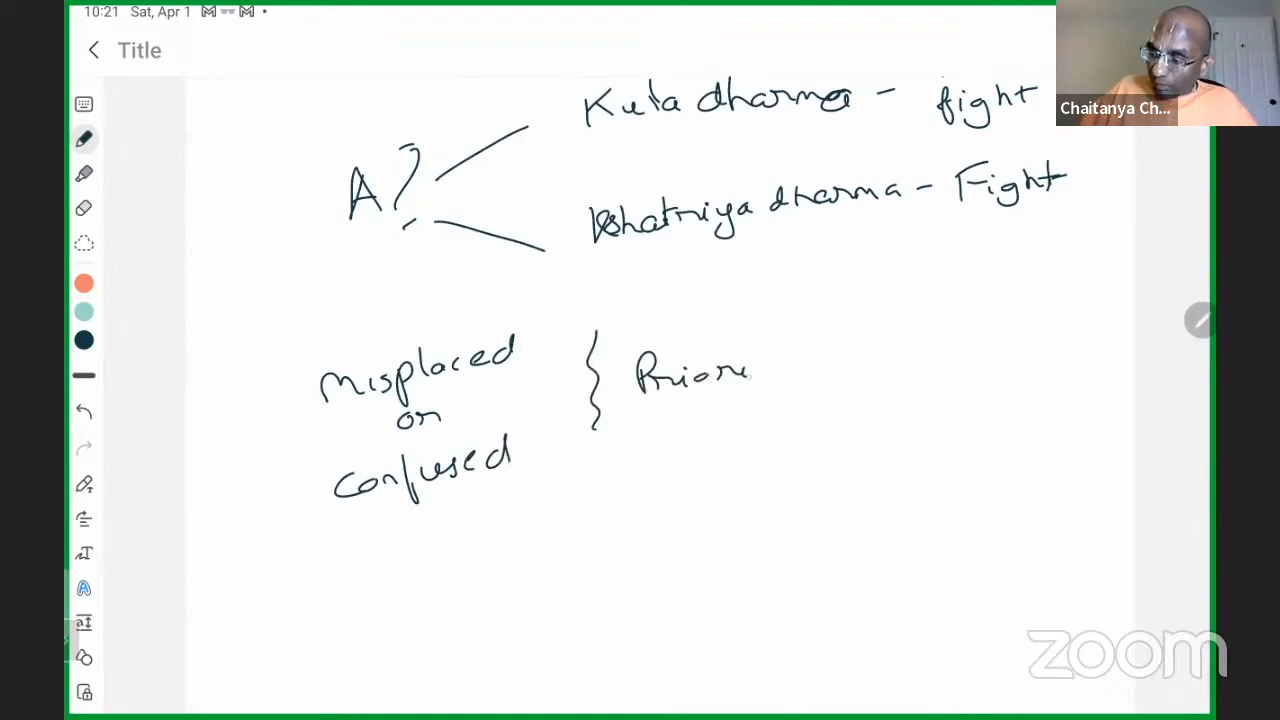 10:21 Sat, Apr 1
Title
Chaitanya Ch...
Kula dharma - fight
A?
Kshatriya dharma - Fight
Misplaced
or
confused
Priori
zoom